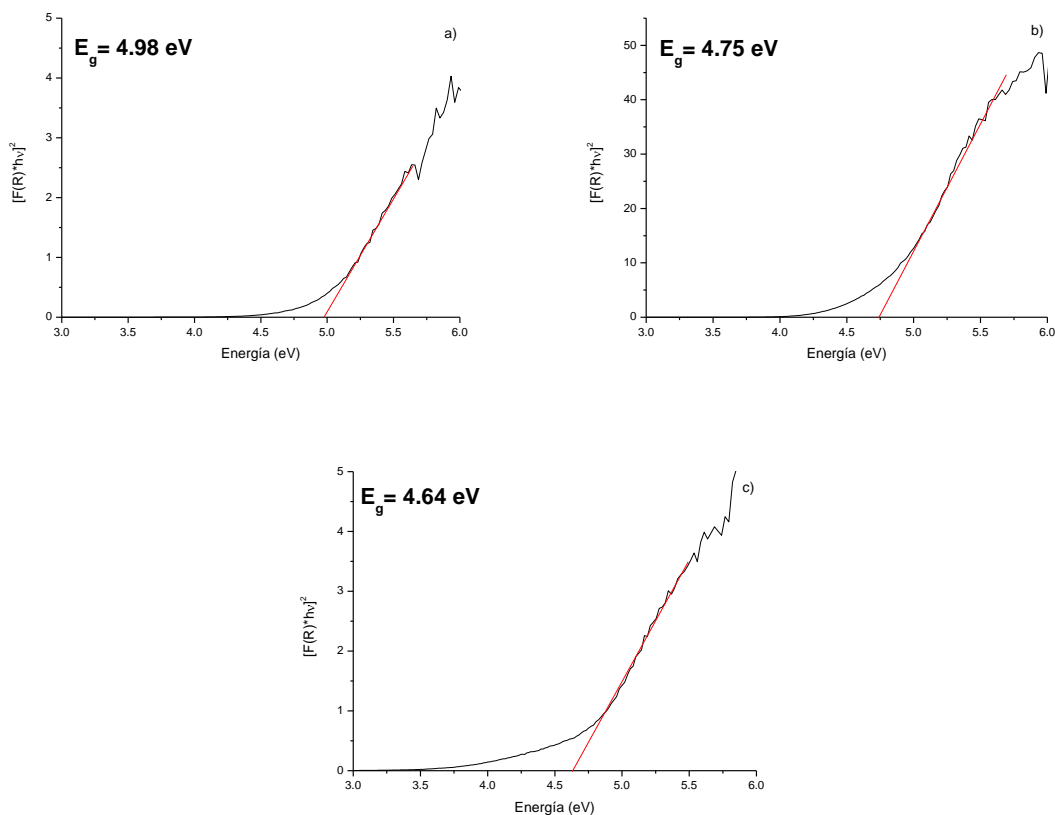 a)
E_g= 4.98 eV
5
4
3
2
1
0
[F(R)*hν]²
3.0 3.5 4.0 4.5 5.0 5.5 6.0
Energía (eV)
b)
E_g= 4.75 eV
50
40
30
20
10
0
[F(R)*hν]²
3.0 3.5 4.0 4.5 5.0 5.5 6.0
Energía (eV)
c)
E_g= 4.64 eV
5
4
3
2
1
0
[F(R)*hν]²
3.0 3.5 4.0 4.5 5.0 5.5 6.0
Energía (eV)